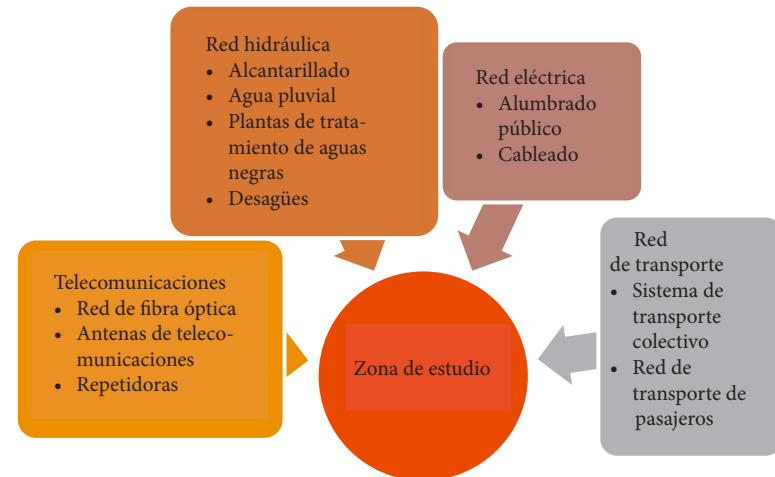 Red hidráulica
• Alcantarillado
• Agua pluvial
• Plantas de trata-
miento de aguas
negras
• Desagües
Red eléctrica
• Alumbrado
público
• Cableado
Telecomunicaciones
• Red de fibra óptica
• Antenas de teleco-
municaciones
• Repetidoras
Zona de estudio
Red
de transporte
• Sistema de
transporte
colectivo
• Red de
transporte de
pasajeros